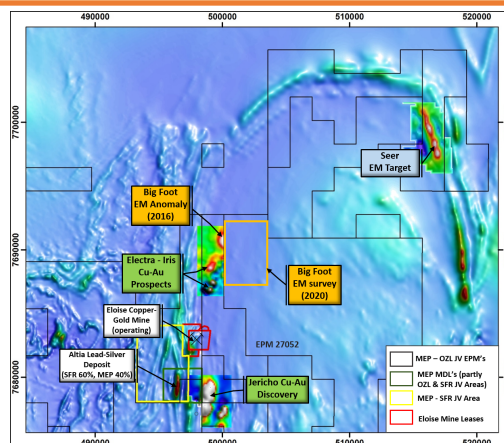 490000
500000
510000
520000
7700000
7690000
7680000
Seer
EM Target
Big Foot
EM Anomaly
(2016)
Electra - Iris
Cu-Au
Prospects
Big Foot
EM survey
(2020)
Eloise Copper-
Gold Mine
(operating)
EPM 27052
Altia Lead-Silver
Deposit
(SFR 60%, MEP 40%)
Jericho Cu-Au
Discovery
MEP – OZL JV EPM's
MEP MDL's (partly
OZL & SFR JV Areas)
MEP - SFR JV Area
Eloise Mine Leases
490000
500000
510000
520000